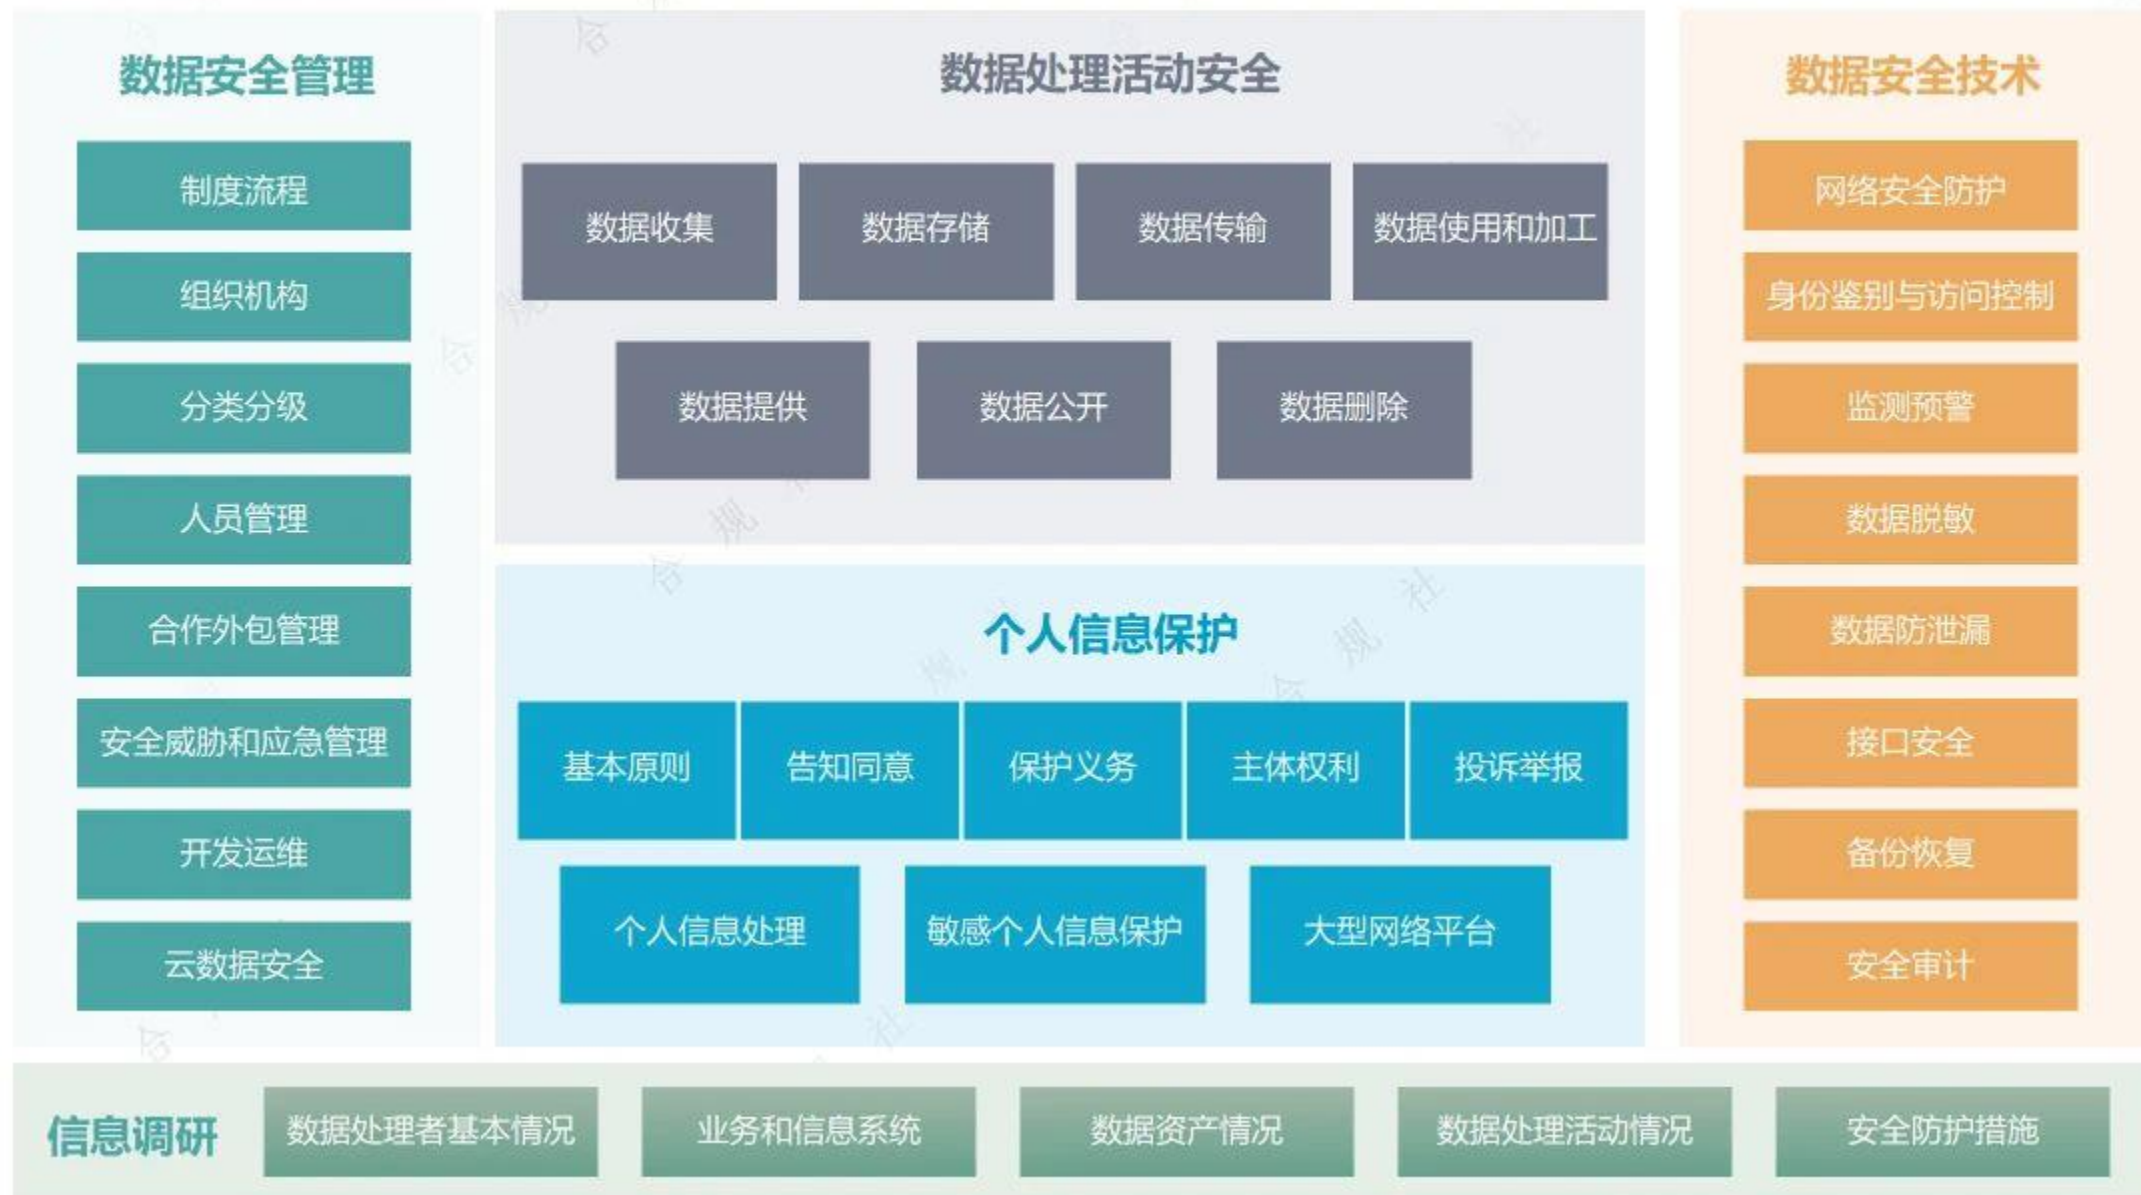 数据安全管理
制度流程
组织机构
分类分级
人员管理
合作外包管理
安全威胁和应急管理
开发运维
云数据安全
数据处理活动安全
数据收集
数据存储
数据传输
数据使用和加工
数据提供
数据公开
数据删除
个人信息保护
基本原则
告知同意
保护义务
主体权利
投诉举报
个人信息处理
敏感个人信息保护
大型网络平台
数据安全技术
网络安全防护
身份鉴别与访问控制
监测预警
数据脱敏
数据防泄漏
接口安全
备份恢复
安全审计
信息调研
数据处理者基本情况
业务和信息系统
数据资产情况
数据处理活动情况
安全防护措施
合规社